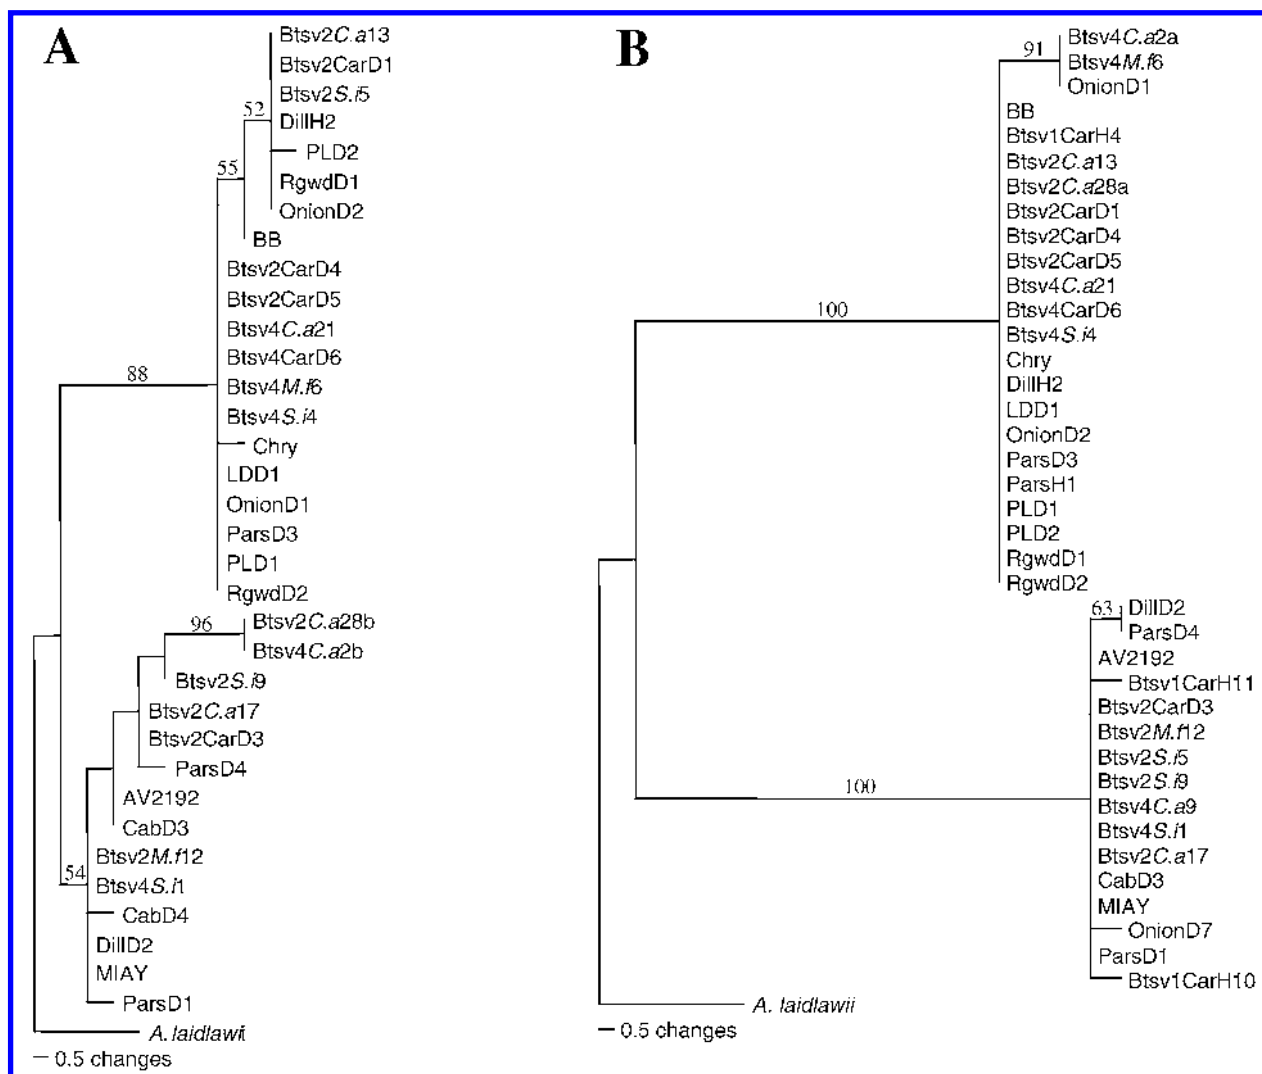 A
Btsv2C.a13
Btsv2CarD1
Btsv2S.i5
52
DillH2
PLD2
55
RgwdD1
OnionD2
BB
Btsv2CarD4
Btsv2CarD5
Btsv4C.a21
Btsv4CarD6
88
Btsv4M.f6
Btsv4S.i4
Chry
LDD1
OnionD1
ParsD3
PLD1
RgwdD2
96
Btsv2C.a28b
Btsv4C.a2b
Btsv2S.i9
Btsv2C.a17
Btsv2CarD3
ParsD4
AV2192
CabD3
Btsv2M.f12
54
Btsv4S.i1
CabD4
DillD2
MIAY
ParsD1
A. laidlawii
0.5 changes
B
91
Btsv4C.a2a
Btsv4M.f6
OnionD1
BB
Btsv1CarH4
Btsv2C.a13
Btsv2C.a28a
Btsv2CarD1
Btsv2CarD4
Btsv2CarD5
Btsv4C.a21
Btsv4CarD6
100
Btsv4S.i4
Chry
DillH2
LDD1
OnionD2
ParsD3
ParsH1
PLD1
PLD2
RgwdD1
RgwdD2
63
DillD2
ParsD4
AV2192
Btsv1CarH11
Btsv2CarD3
Btsv2M.f12
Btsv2S.i5
Btsv2S.i9
100
Btsv4C.a9
Btsv4S.i1
Btsv2C.a17
CabD3
MIAY
OnionD7
ParsD1
Btsv1CarH10
A. laidlawii
0.5 changes